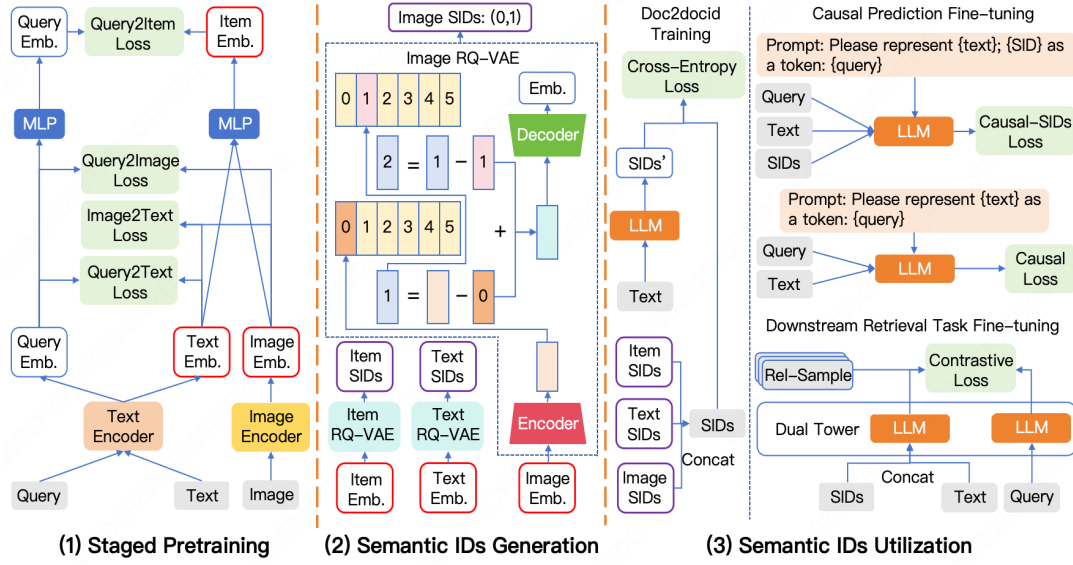 Query
Emb.
Query2Item
Loss
Item
Emb.
MLP
MLP
Query2Image
Loss
Image2Text
Loss
Query2Text
Loss
Query
Emb.
Text
Emb.
Image
Emb.
Text
Encoder
Image
Encoder
Query
Text
Image
(1) Staged Pretraining
Image SIDs: (0,1)
Image RQ-VAE
0 1 2 3 4 5
Emb.
Decoder
2 = 1 - 1
0 1 2 3 4 5
+
1 = - 0
Item
SIDs
Text
SIDs
Item
RQ-VAE
Text
RQ-VAE
Encoder
Item
Emb.
Text
Emb.
Image
Emb.
(2) Semantic IDs Generation
Doc2docid
Training
Cross-Entropy
Loss
SIDs'
LLM
Text
Item
SIDs
Text
SIDs
Image
SIDs
SIDs
Concat
Causal Prediction Fine-tuning
Prompt: Please represent {text}; {SID} as
a token: {query}
Query
Text
SIDs
LLM
Causal-SIDs
Loss
Prompt: Please represent {text} as
a token: {query}
Query
Text
LLM
Causal
Loss
Downstream Retrieval Task Fine-tuning
Rel-Sample
Contrastive
Loss
Dual Tower
LLM
LLM
Concat
SIDs
Text
Query
(3) Semantic IDs Utilization